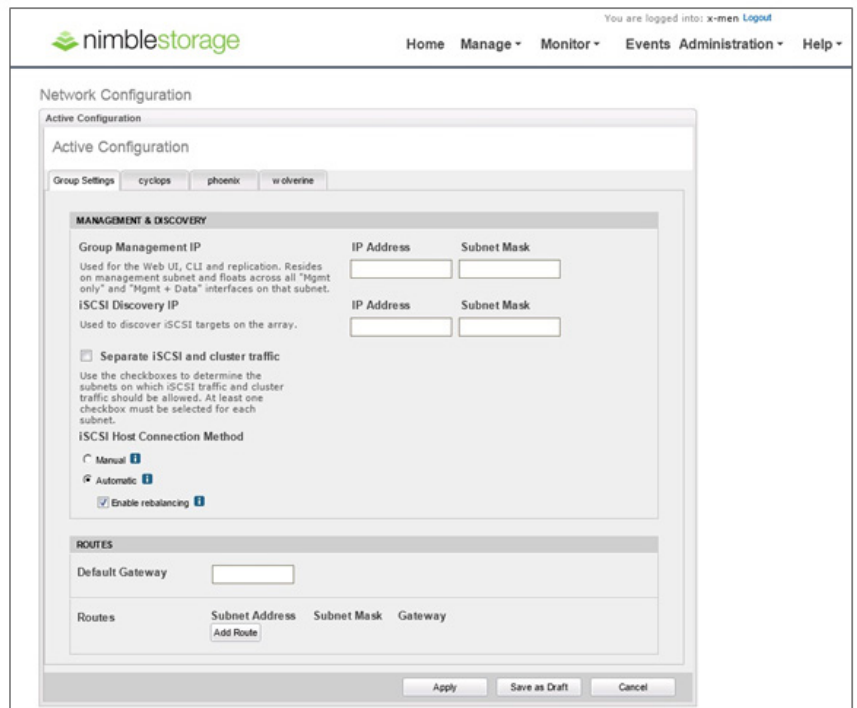 You are logged into: x-men Logout
nimblestorage
Home Manage Monitor Events Administration Help
Network Configuration
Active Configuration
Active Configuration
Group Settings cyclops phoenix wolverine
MANAGEMENT & DISCOVERY
Group Management IP IP Address Subnet Mask
Used for the Web UI, CLI and replication. Resides
on management subnet and floats across all "Mgmt
only" and "Mgmt + Data" interfaces on that subnet.
iSCSI Discovery IP IP Address Subnet Mask
Used to discover iSCSI targets on the array.
Separate iSCSI and cluster traffic
Use the checkboxes to determine the
subnets on which iSCSI traffic and cluster
traffic should be allowed. At least one
checkbox must be selected for each
subnet.
iSCSI Host Connection Method
Manual i
Automatic i
Enable rebalancing i
ROUTES
Default Gateway
Routes Subnet Address Subnet Mask Gateway
Add Route
Apply Save as Draft Cancel